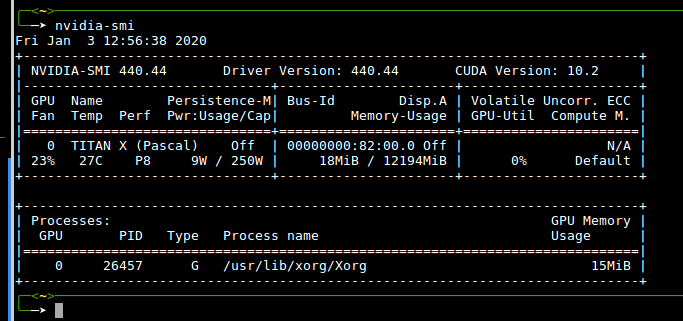 <~>
nvidia-smi
Fri Jan  3 12:56:38 2020
+-----------------------------------------------------------------------------+
| NVIDIA-SMI 440.44       Driver Version: 440.44       CUDA Version: 10.2     |
|-------------------------------+----------------------+----------------------+
| GPU  Name        Persistence-M| Bus-Id        Disp.A | Volatile Uncorr. ECC |
| Fan  Temp  Perf  Pwr:Usage/Cap|         Memory-Usage | GPU-Util  Compute M. |
|===============================+======================+======================|
|   0  TITAN X (Pascal)    Off  | 00000000:82:00.0 Off |                  N/A |
| 23%   27C    P8     9W / 250W |     18MiB / 12194MiB |      0%      Default |
+-------------------------------+----------------------+----------------------+
+-----------------------------------------------------------------------------+
| Processes:                                                       GPU Memory |
|  GPU       PID   Type   Process name                             Usage      |
|=============================================================================|
|    0     26457      G   /usr/lib/xorg/Xorg                            15MiB |
+-----------------------------------------------------------------------------+
<~>